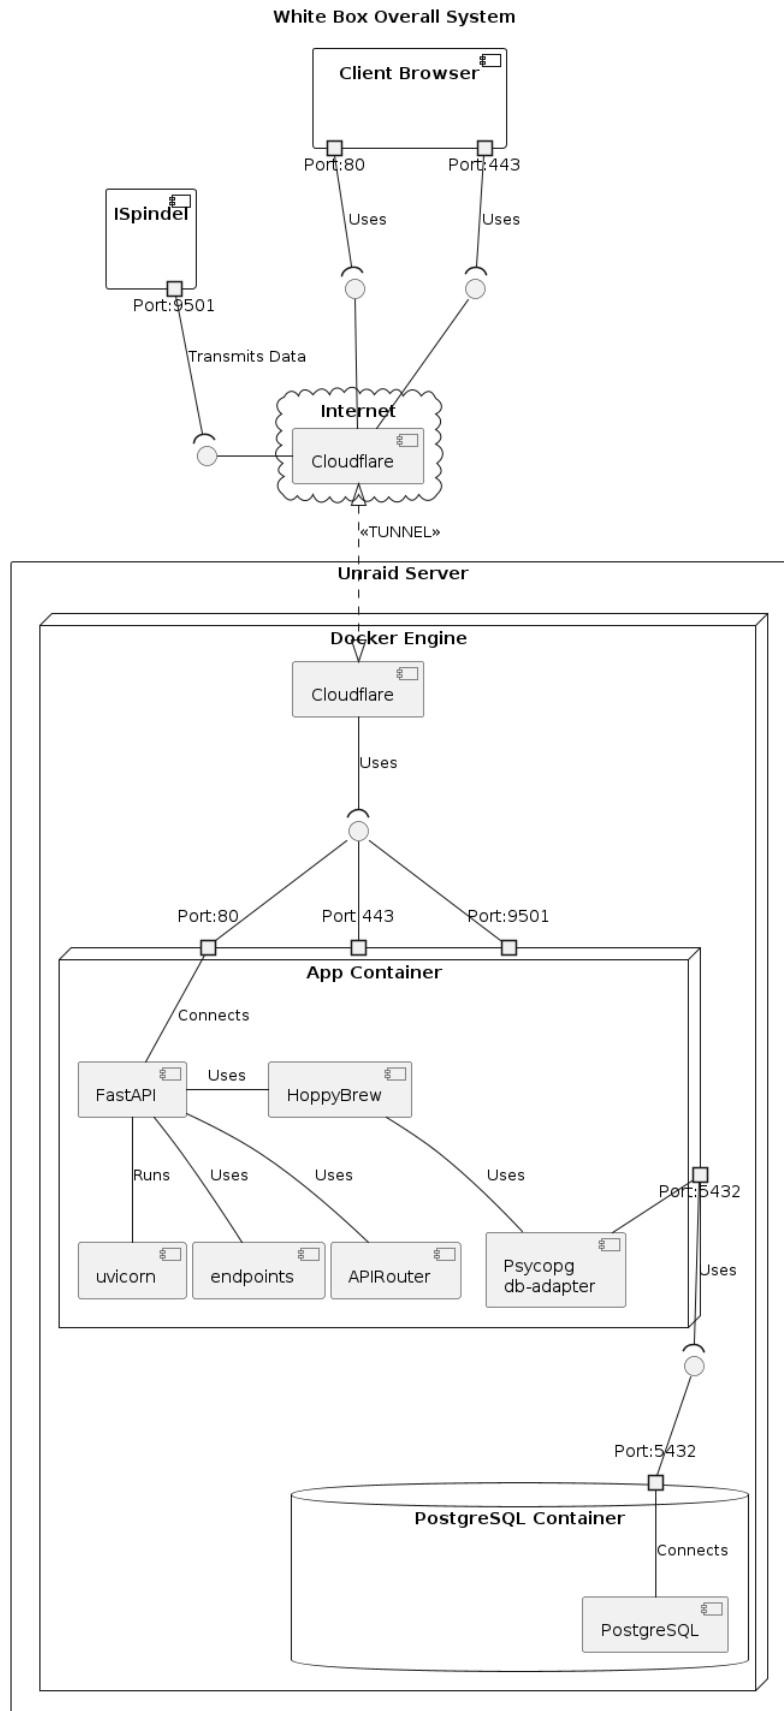 White Box Overall System
Client Browser
Port:80
Port:443
ISpindel
Uses
Uses
Port:9501
Transmits Data
Internet
Cloudflare
«TUNNEL»
Unraid Server
Docker Engine
Cloudflare
Uses
Port:80
Port 443
Port:9501
App Container
Connects
FastAPI
Uses
HoppyBrew
Runs
Uses
Uses
Uses
Port:5432
uvicorn
endpoints
APIRouter
Psycopg
db-adapter
Uses
Port:5432
PostgreSQL Container
Connects
PostgreSQL